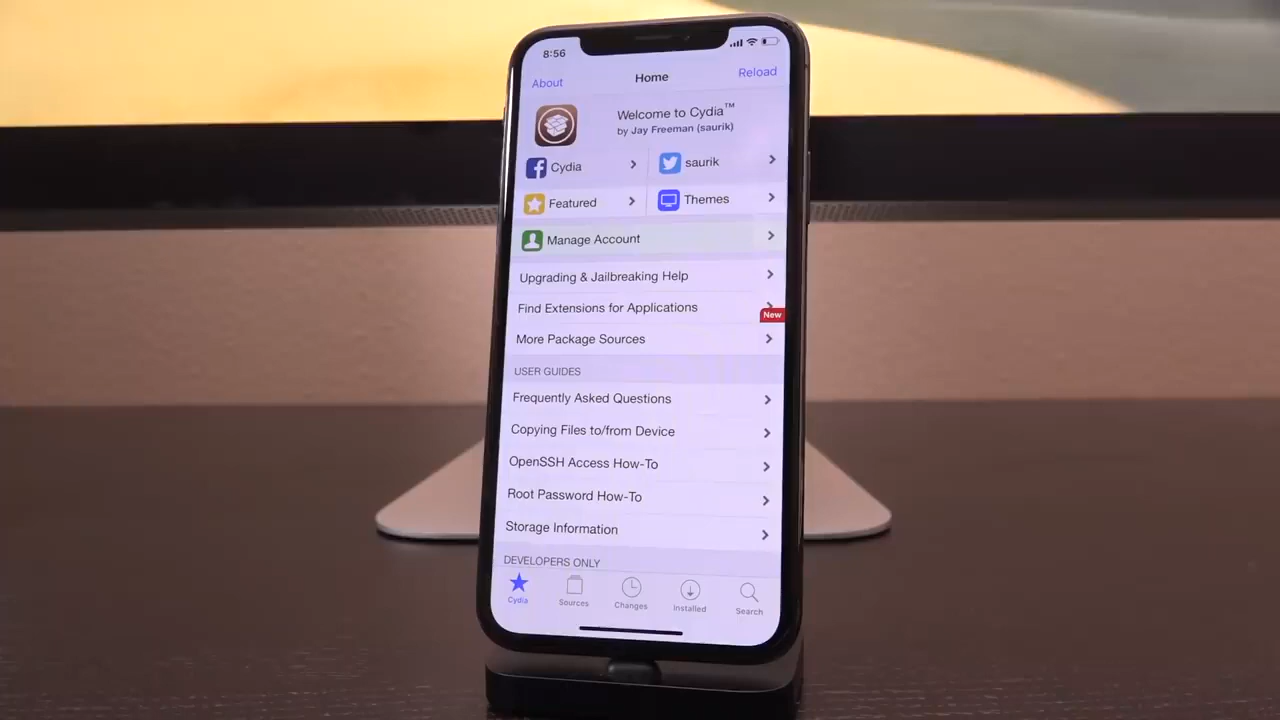 8:56
About
Home
Reload
Welcome to Cydia™
by Jay Freeman (saurik)
Cydia
saurik
Featured
Themes
Manage Account
Upgrading & Jailbreaking Help
Find Extensions for Applications
New
More Package Sources
USER GUIDES
Frequently Asked Questions
Copying Files to/from Device
OpenSSH Access How-To
Root Password How-To
Storage Information
DEVELOPERS ONLY
Cydia
Sources
Changes
Installed
Search